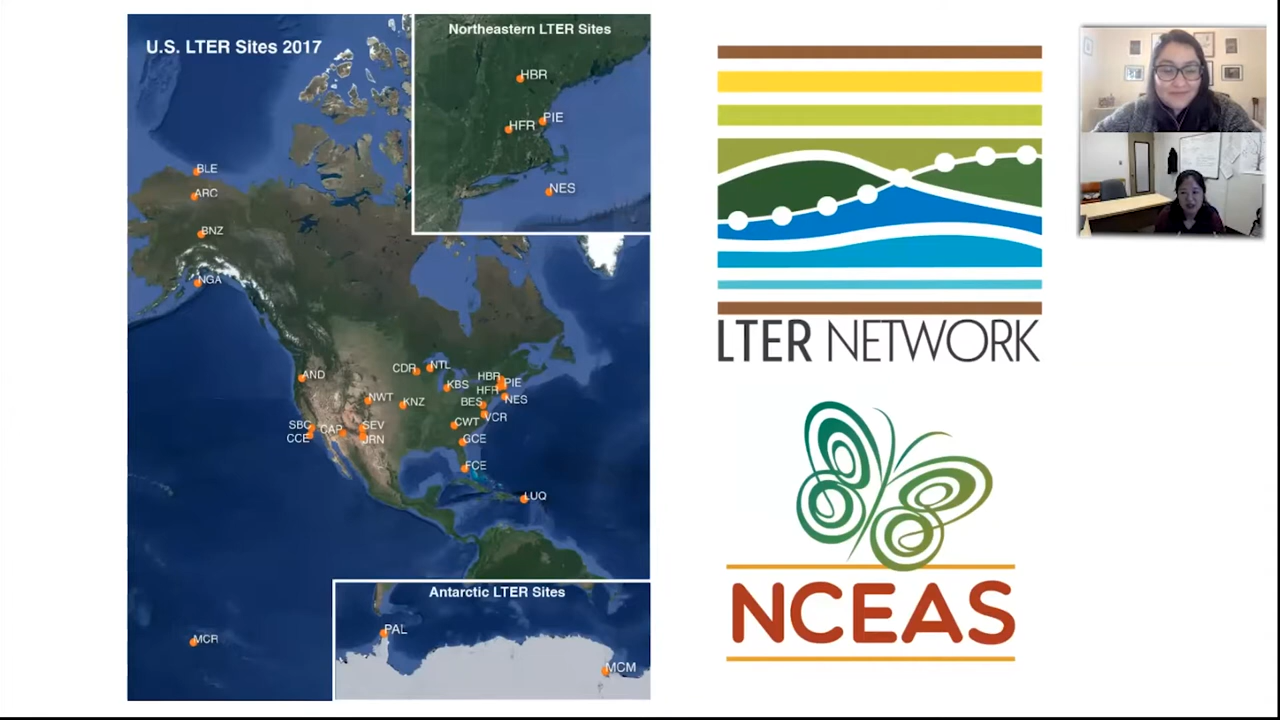 U.S. LTER Sites 2017
Northeastern LTER Sites
HBR
PIE
HFR
NES
BLE
ARC
BNZ
NGA
AND
CDR
NTL
KBS
HBR
PIE
HFR
NES
NWT
KNZ
BES
VCR
SBC
CAP
SEV
CWT
CCE
JRN
GCE
FCE
LUQ
MCR
Antarctic LTER Sites
PAL
MCM
LTER NETWORK
NCEAS